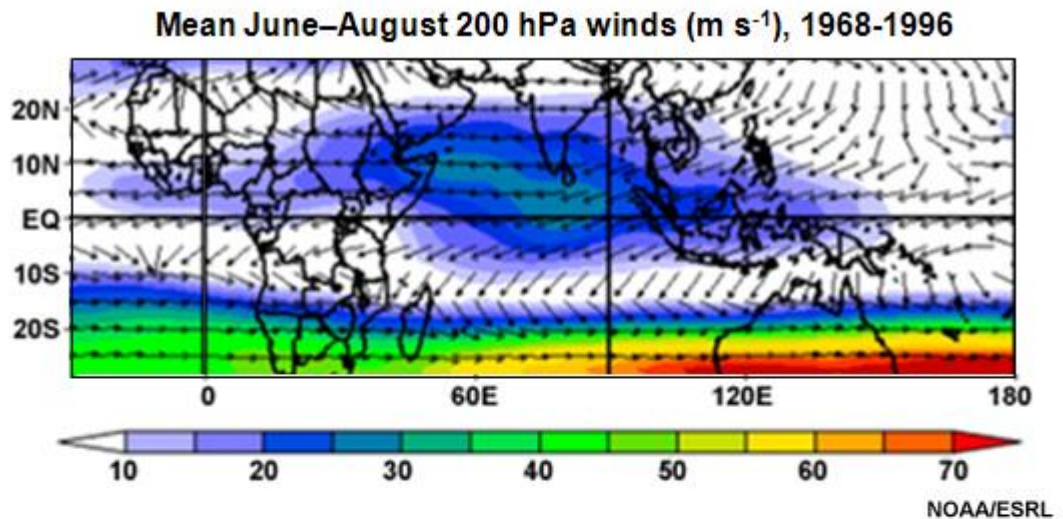 Mean June–August 200 hPa winds (m s⁻¹), 1968-1996
20N
10N
EQ
10S
20S
0 60E 120E 180
10 20 30 40 50 60 70
NOAA/ESRL